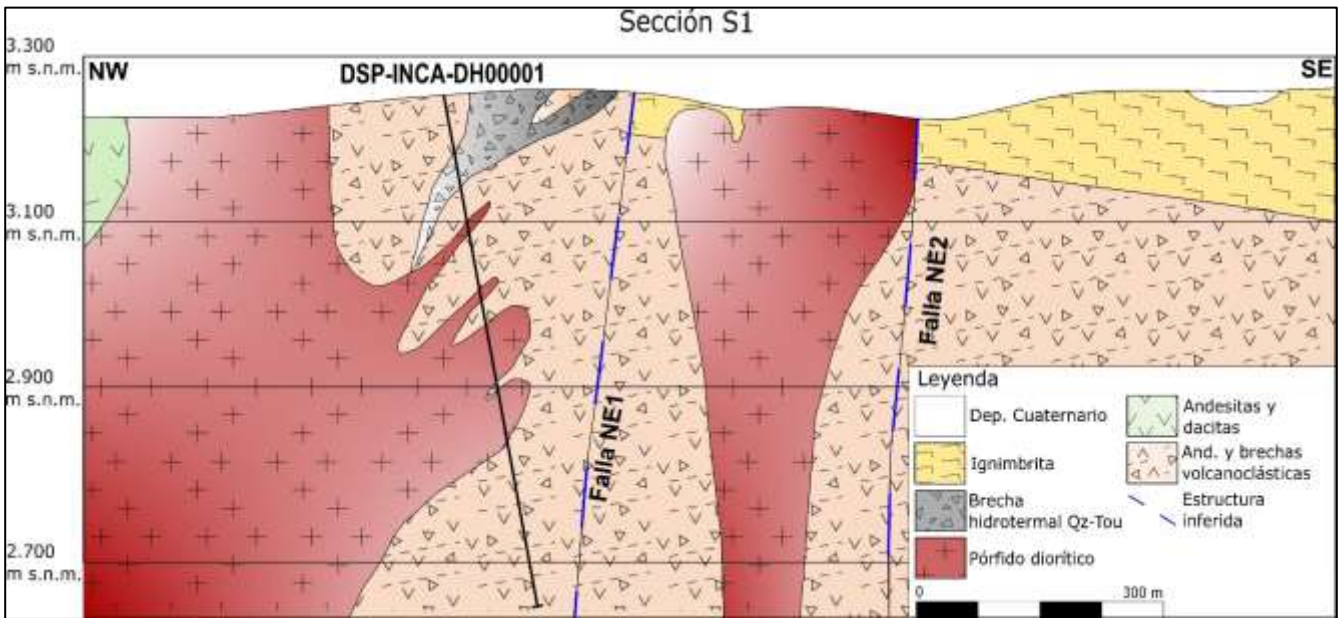 Sección S1
3.300
m s.n.m.
NW
DSP-INCA-DH00001
SE
3.100
m s.n.m.
2.900
m s.n.m.
2.700
m s.n.m.
Falla NE1
Falla NE2
Leyenda
Dep. Cuaternario
Ignimbrita
Brecha
hidrotermal Qz-Tou
Pórfido diorítico
Andesitas y
dacitas
And. y brechas
volcanoclásticas
Estructura
inferida
0
300 m